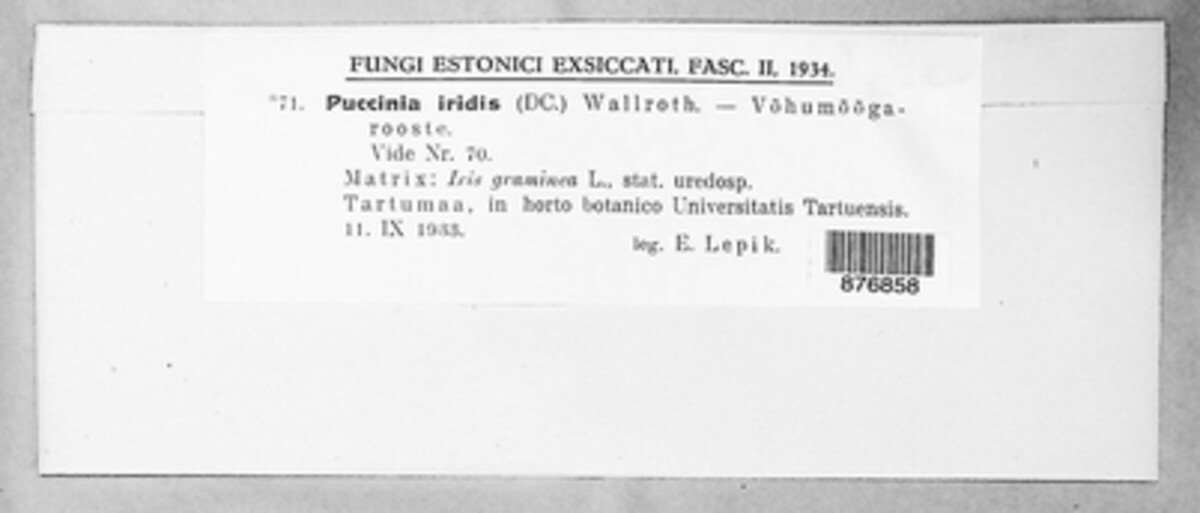 FUNGI ESTONICI EXSICCATI, FASC. II, 1934.
*71. Puccinia iridis (DC.) Wallroth. — Võhumõõga-
rooste.
Vide Nr. 70.
Matrix: Iris graminea L., stat. uredosp.
Tartumaa, in horto botanico Universitatis Tartuensis.
11. IX 1933.
leg. E. Lepik.
876858